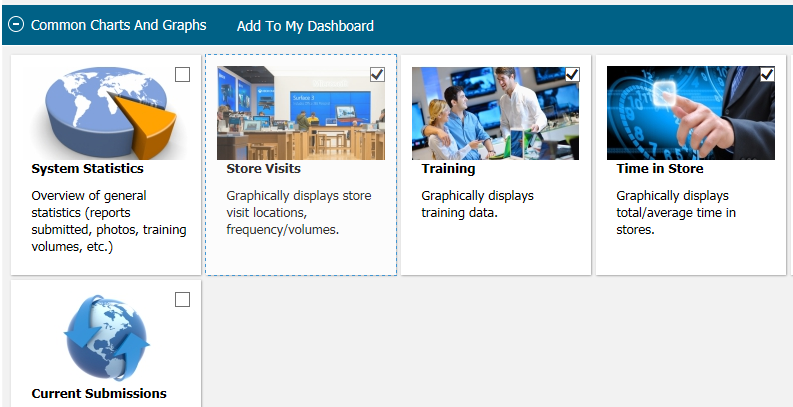 Common Charts And Graphs
Add To My Dashboard
System Statistics
Overview of general
statistics (reports
submitted, photos, training
volumes, etc.)
Surface 3
Store Visits
Graphically displays store
visit locations,
frequency/volumes.
Training
Graphically displays
training data.
Time in Store
Graphically displays
total/average time in
stores.
Current Submissions